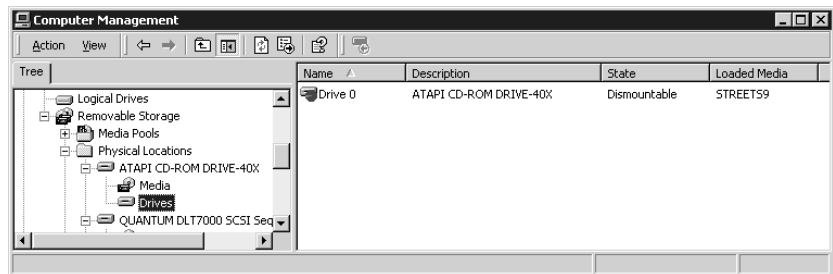 Computer Management
Action View
Tree
Name Description State Loaded Media
Logical Drives
Removable Storage
Media Pools
Physical Locations
ATAPI CD-ROM DRIVE-40X
Media
Drives
QUANTUM DLT7000 SCSI Seq
Drive 0 ATAPI CD-ROM DRIVE-40X Dismountable STREETS9